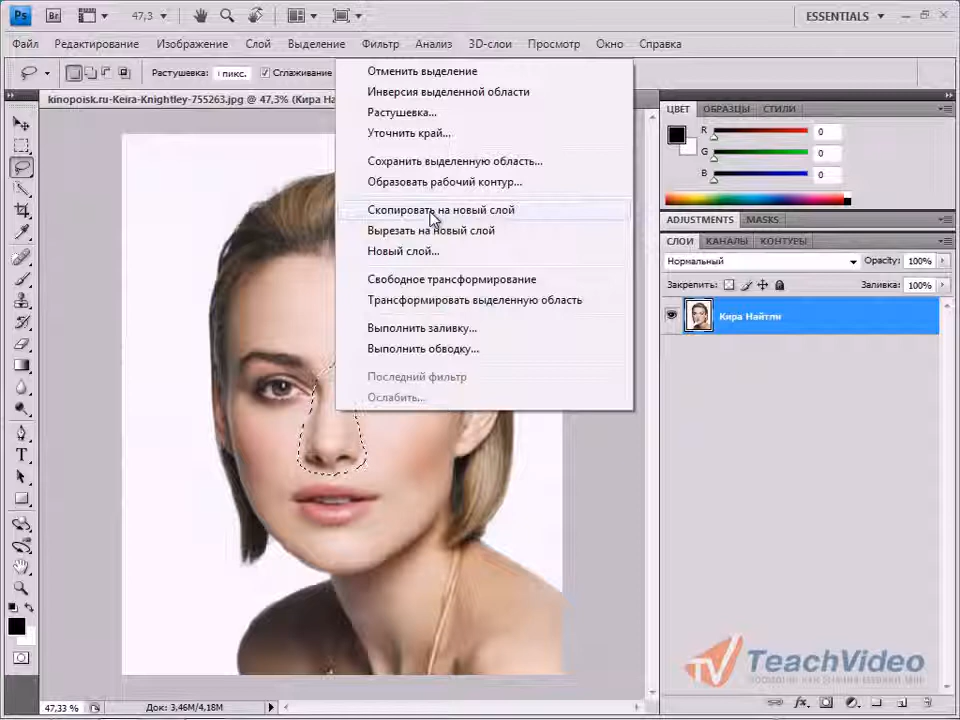 Ps Br 47,3 ESSENTIALS
Файл Редактирование Изображение Слой Выделение Фильтр Анализ 3D-слои Просмотр Окно Справка
Растушевка: пикс. Сглаживание
kinopoisk.ru-Keira-Knightley-755263.jpg @ 47,3% (Кира
Отменить выделение
Инверсия выделенной области
Растушевка...
Уточнить край...
Сохранить выделенную область...
Образовать рабочий контур...
Скопировать на новый слой
Вырезать на новый слой
Новый слой...
Свободное трансформирование
Трансформировать выделенную область
Выполнить заливку...
Выполнить обводку...
Последний фильтр
Ослабить...
ЦВЕТ ОБРАЗЦЫ СТИЛИ
R 0
G 0
B 0
ADJUSTMENTS MASKS
СЛОИ КАНАЛЫ КОНТУРЫ
Нормальный Opacity: 100%
Закрепить: Заливка: 100%
Кира Найтли
TV TeachVideo
47,33 % Док: 3,46M/4,18M